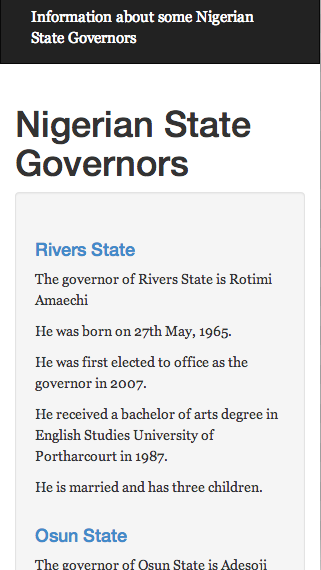 Information about some Nigerian
State Governors
Nigerian State
Governors
Rivers State
The governor of Rivers State is Rotimi
Amaechi
He was born on 27th May, 1965.
He was first elected to office as the
governor in 2007.
He received a bachelor of arts degree in
English Studies University of
Portharcourt in 1987.
He is married and has three children.
Osun State
The governor of Osun State is Adesoji